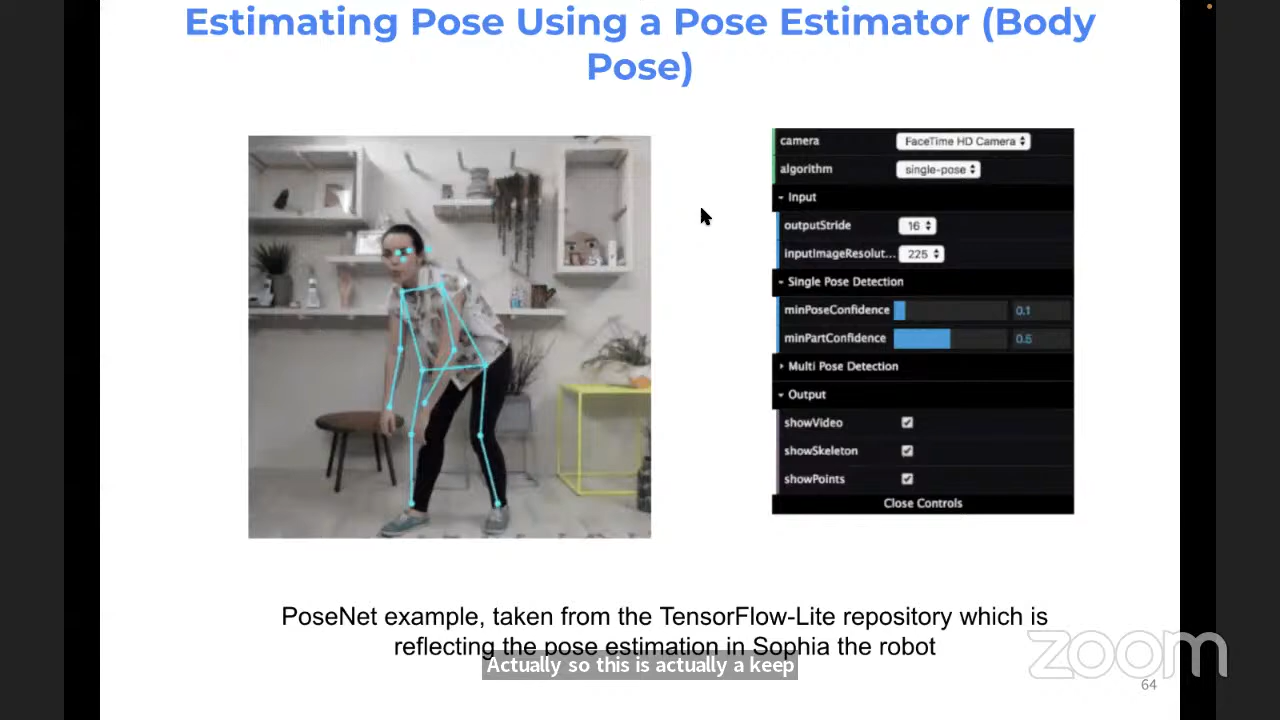 Estimating Pose Using a Pose Estimator (Body
Pose)
camera FaceTime HD Camera
algorithm single-pose
Input
outputStride 16
inputImageResolut... 225
Single Pose Detection
minPoseConfidence 0.1
minPartConfidence 0.5
Multi Pose Detection
Output
showVideo
showSkeleton
showPoints
Close Controls
PoseNet example, taken from the TensorFlow-Lite repository which is
reflecting the pose estimation in Sophia the robot
Actually so this is actually a keep
zoom
64